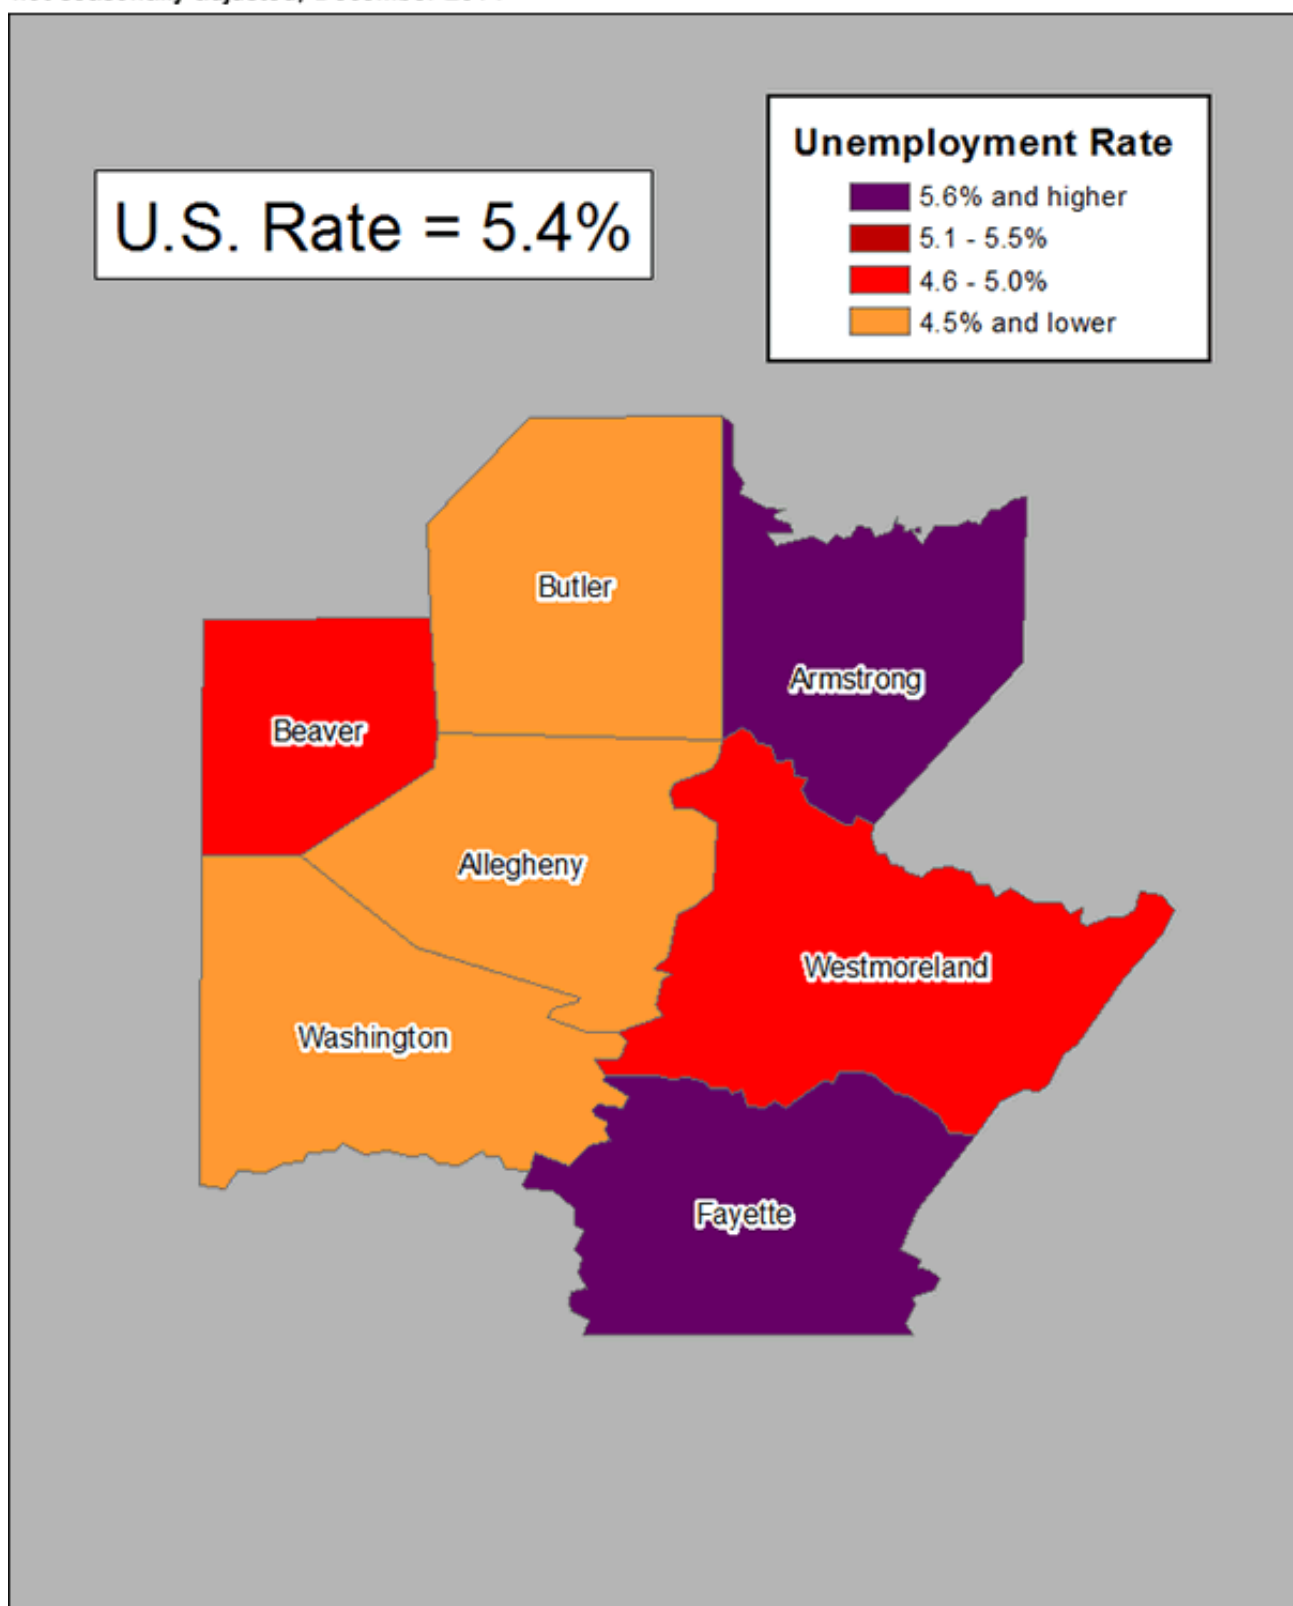 U.S. Rate = 5.4%
Unemployment Rate
5.6% and higher
5.1 - 5.5%
4.6 - 5.0%
4.5% and lower
Butler
Armstrong
Beaver
Allegheny
Westmoreland
Washington
Fayette